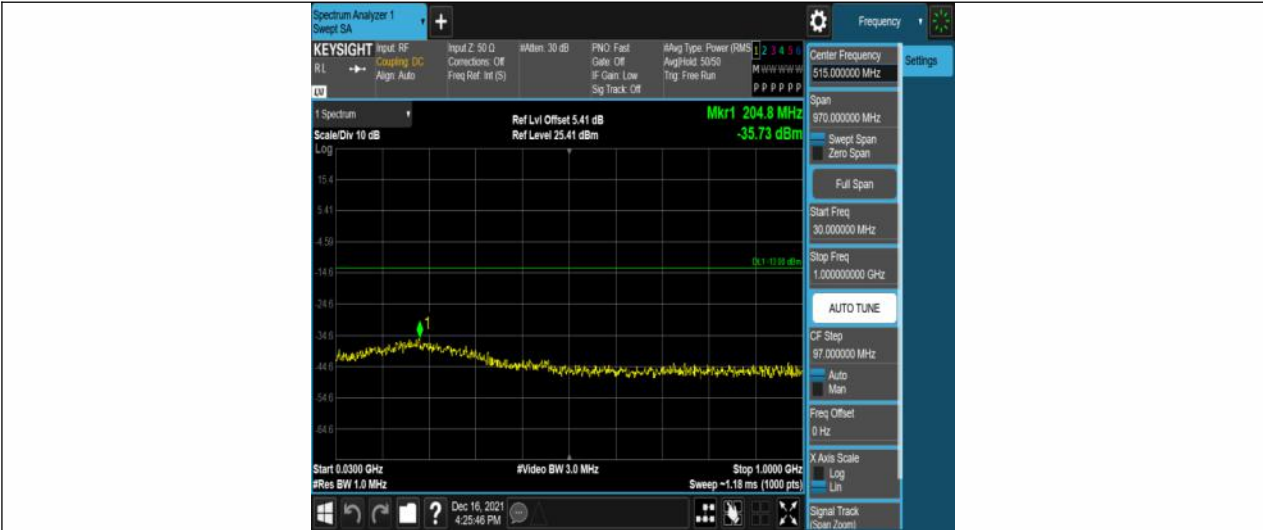 Spectrum Analyzer 1
Swept SA
+
Frequency
KEYSIGHT
RL
LV
Input: RF
Coupling: DC
Align: Auto
Input Z: 50 Ω
Corrections: Off
Freq Ref: Int (S)
#Atten: 30 dB
PNO: Fast
Gate: Off
IF Gain: Low
Sig Track: Off
#Avg Type: Power (RMS
Avg|Hold: 50/50
Trig: Free Run
1 2 3 4 5 6
M W W W W W
P P P P P P
1 Spectrum
Scale/Div 10 dB
Ref Lvl Offset 5.41 dB
Ref Level 25.41 dBm
Mkr1 204.8 MHz
-35.73 dBm
Log
15.4
5.41
-4.59
-14.6
-24.6
-34.6
-44.6
-54.6
-64.6
DL1 -13.00 dBm
1
Start 0.0300 GHz
#Res BW 1.0 MHz
#Video BW 3.0 MHz
Stop 1.0000 GHz
Sweep ~1.18 ms (1000 pts)
?
Dec 16, 2021
4:25:46 PM
Center Frequency
515.000000 MHz
Settings
Span
970.000000 MHz
Swept Span
Zero Span
Full Span
Start Freq
30.000000 MHz
Stop Freq
1.000000000 GHz
AUTO TUNE
CF Step
97.000000 MHz
Auto
Man
Freq Offset
0 Hz
X Axis Scale
Log
Lin
Signal Track
(Span Zoom)